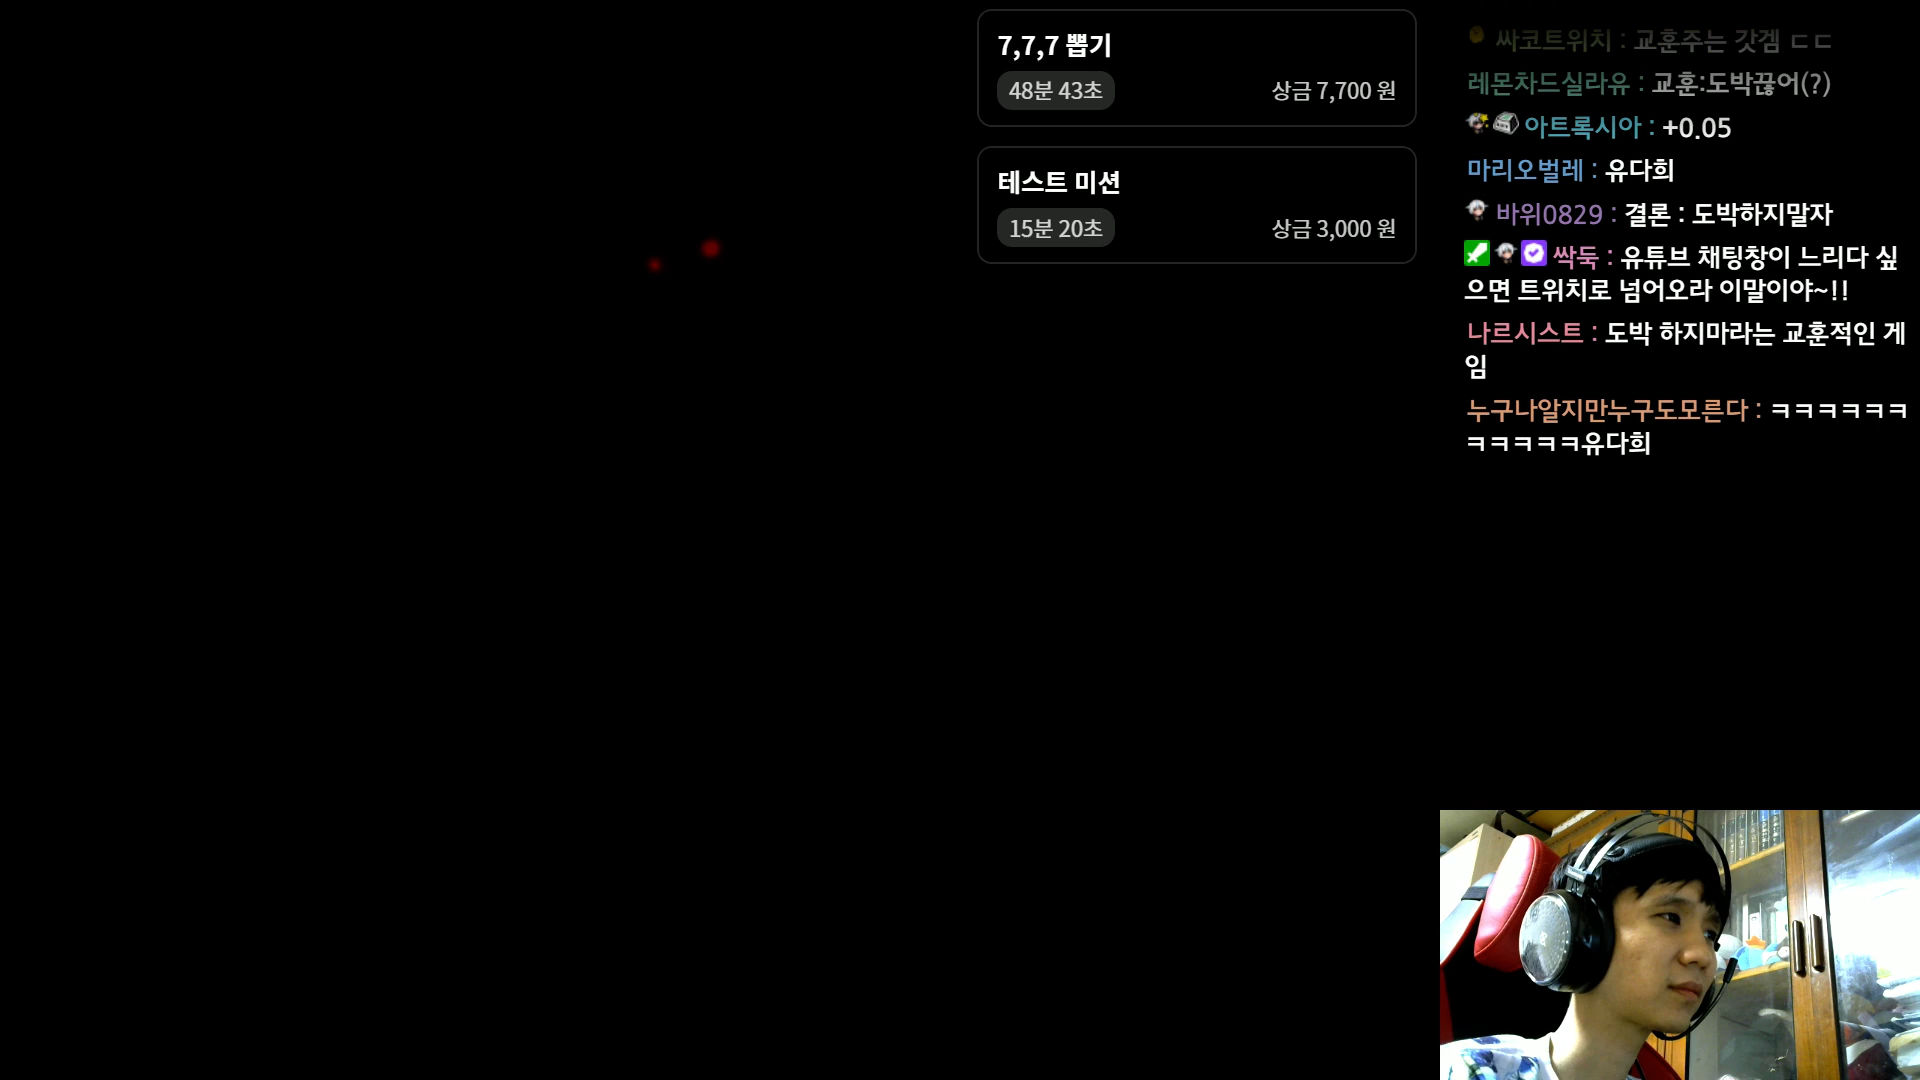 7,7,7 뽑기
48분 43초
상금 7,700 원
테스트 미션
15분 20초
상금 3,000 원
싸코트위치 : 교훈주는 갓겜 ㄷㄷ
레몬차드실라유 : 교훈:도박끊어(?)
아트록시아 : +0.05
마리오벌레 : 유다희
바위0829 : 결론 : 도박하지말자
싹둑 : 유튜브 채팅창이 느리다 싶
으면 트위치로 넘어오라 이말이야~!!
나르시스트 : 도박 하지마라는 교훈적인 게
임
누구나알지만누구도모른다 : ㅋㅋㅋㅋㅋㅋ
ㅋㅋㅋㅋㅋ유다희